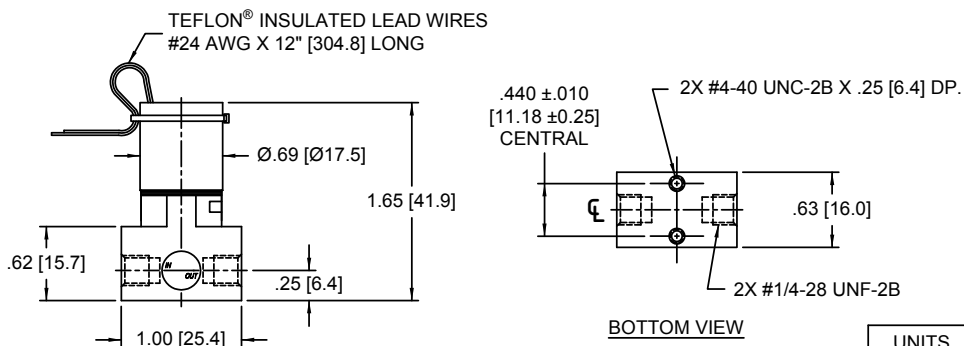 TEFLON® INSULATED LEAD WIRES
#24 AWG X 12" [304.8] LONG
Ø.69 [Ø17.5]
1.65 [41.9]
.62 [15.7]
IN
OUT
.25 [6.4]
1.00 [25.4]
.440 ±.010
[11.18 ±0.25]
CENTRAL
2X #4-40 UNC-2B X .25 [6.4] DP.
℄
.63 [16.0]
2X #1/4-28 UNF-2B
BOTTOM VIEW
UNITS